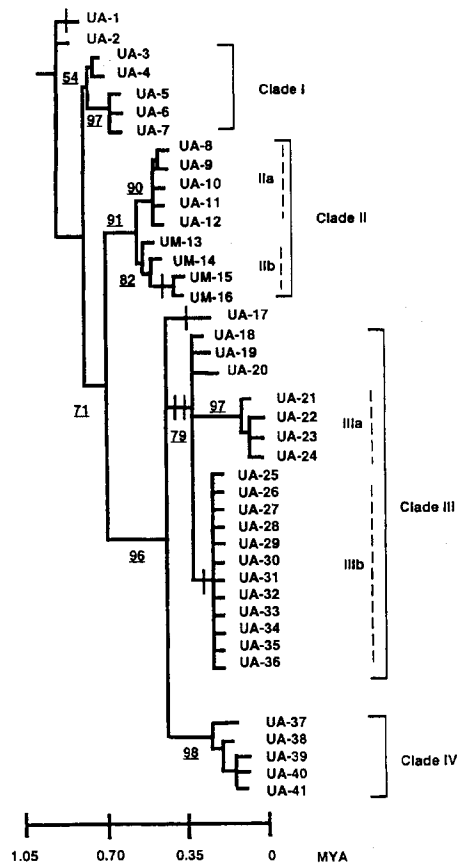 UA-1
UA-2
UA-3
54
UA-4
Clade I
UA-5
97
UA-6
UA-7
UA-8
UA-9
IIa
90
UA-10
UA-11
Clade II
91
UA-12
UM-13
IIb
UM-14
82
UM-15
UM-16
UA-17
UA-18
UA-19
UA-20
UA-21
97
UA-22
IIIa
71
79
UA-23
UA-24
UA-25
UA-26
Clade III
UA-27
UA-28
UA-29
96
UA-30
IIIb
UA-31
UA-32
UA-33
UA-34
UA-35
UA-36
UA-37
UA-38
98
UA-39
Clade IV
UA-40
UA-41
1.05 0.70 0.35 0 MYA